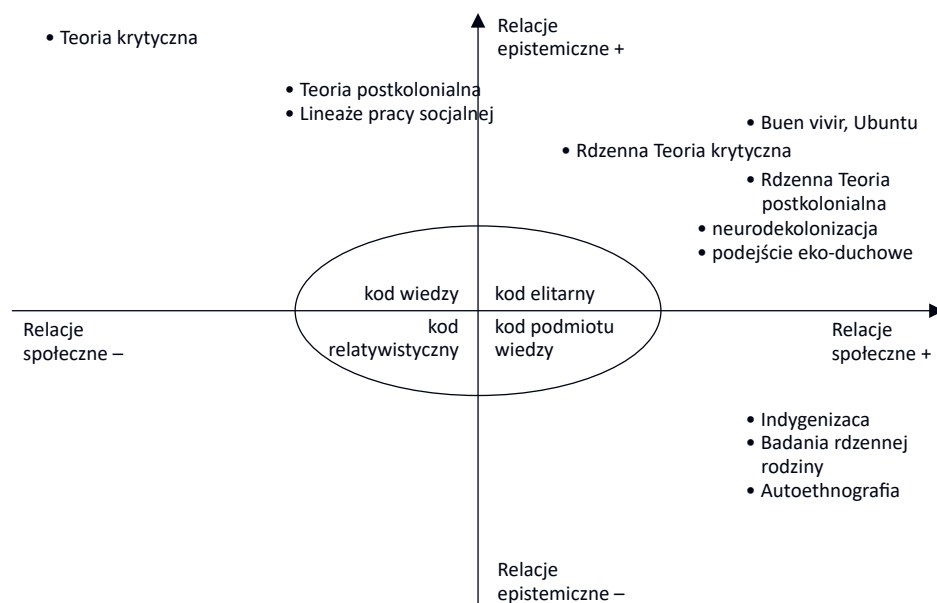 • Teoria krytyczna
Relacje
epistemiczne +
• Teoria postkolonialna
• Lineaże pracy socjalnej
• Buen vivir, Ubuntu
• Rdzenna Teoria krytyczna
• Rdzenna Teoria
postkolonialna
• neurodekolonizacja
• podejście eko-duchowe
kod wiedzy
kod elitarny
kod
relatywistyczny
kod podmiotu
wiedzy
Relacje
społeczne –
Relacje
społeczne +
• Indygenizaca
• Badania rdzennej
rodziny
• Autoethnografia
Relacje
epistemiczne –